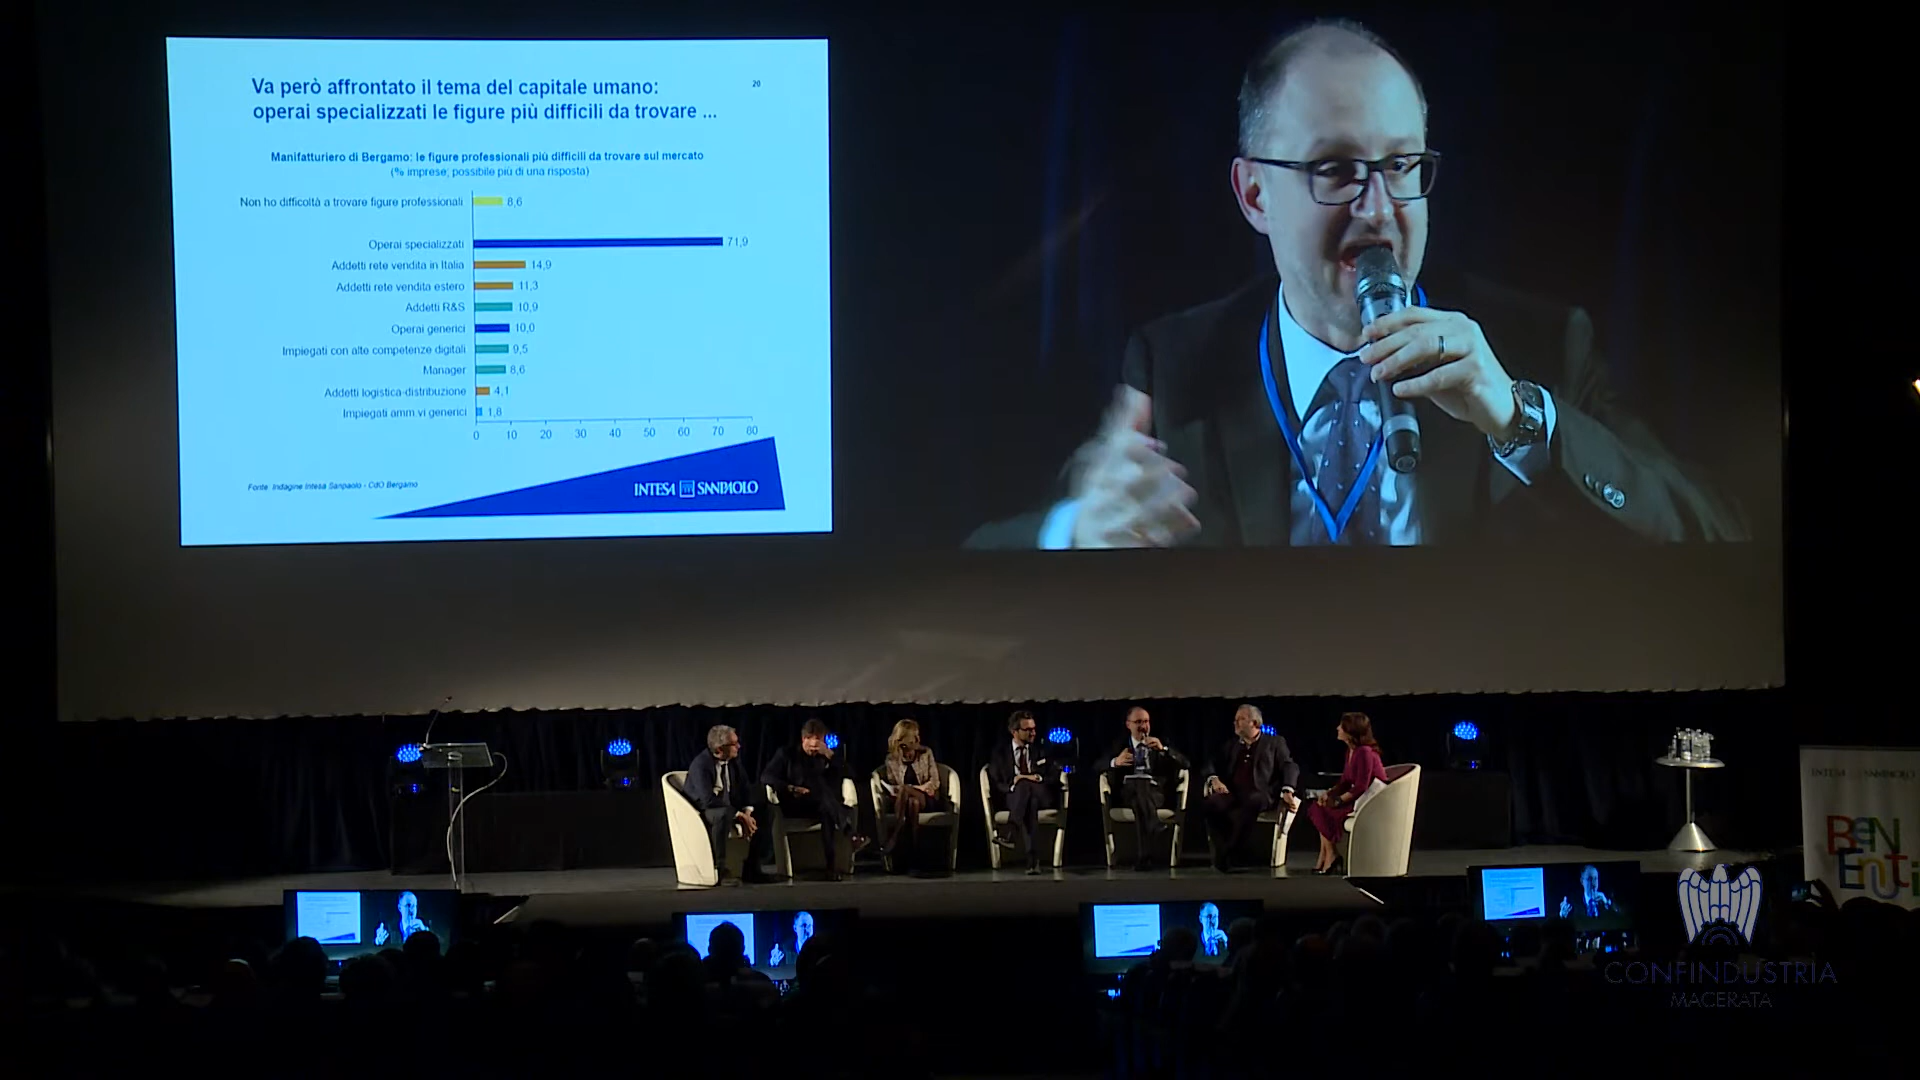 Va però affrontato il tema del capitale umano:
operai specializzati le figure più difficili da trovare ...
20
Manifatturiero di Bergamo: le figure professionali più difficili da trovare sul mercato
(% imprese; possibile più di una risposta)
Non ho difficoltà a trovare figure professionali 8,6
Operai specializzati 71,9
Addetti rete vendita in Italia 14,9
Addetti rete vendita estero 11,3
Addetti R&S 10,9
Operai generici 10,0
Impiegati con alte competenze digitali 9,5
Manager 8,6
Addetti logistica-distribuzione 4,1
Impiegati amm.vi generici 1,8
0 10 20 30 40 50 60 70 80
Fonte: Indagine Intesa Sanpaolo - CdO Bergamo
INTESA SANPAOLO
INTESA SANPAOLO
CONFINDUSTRIA
MACERATA